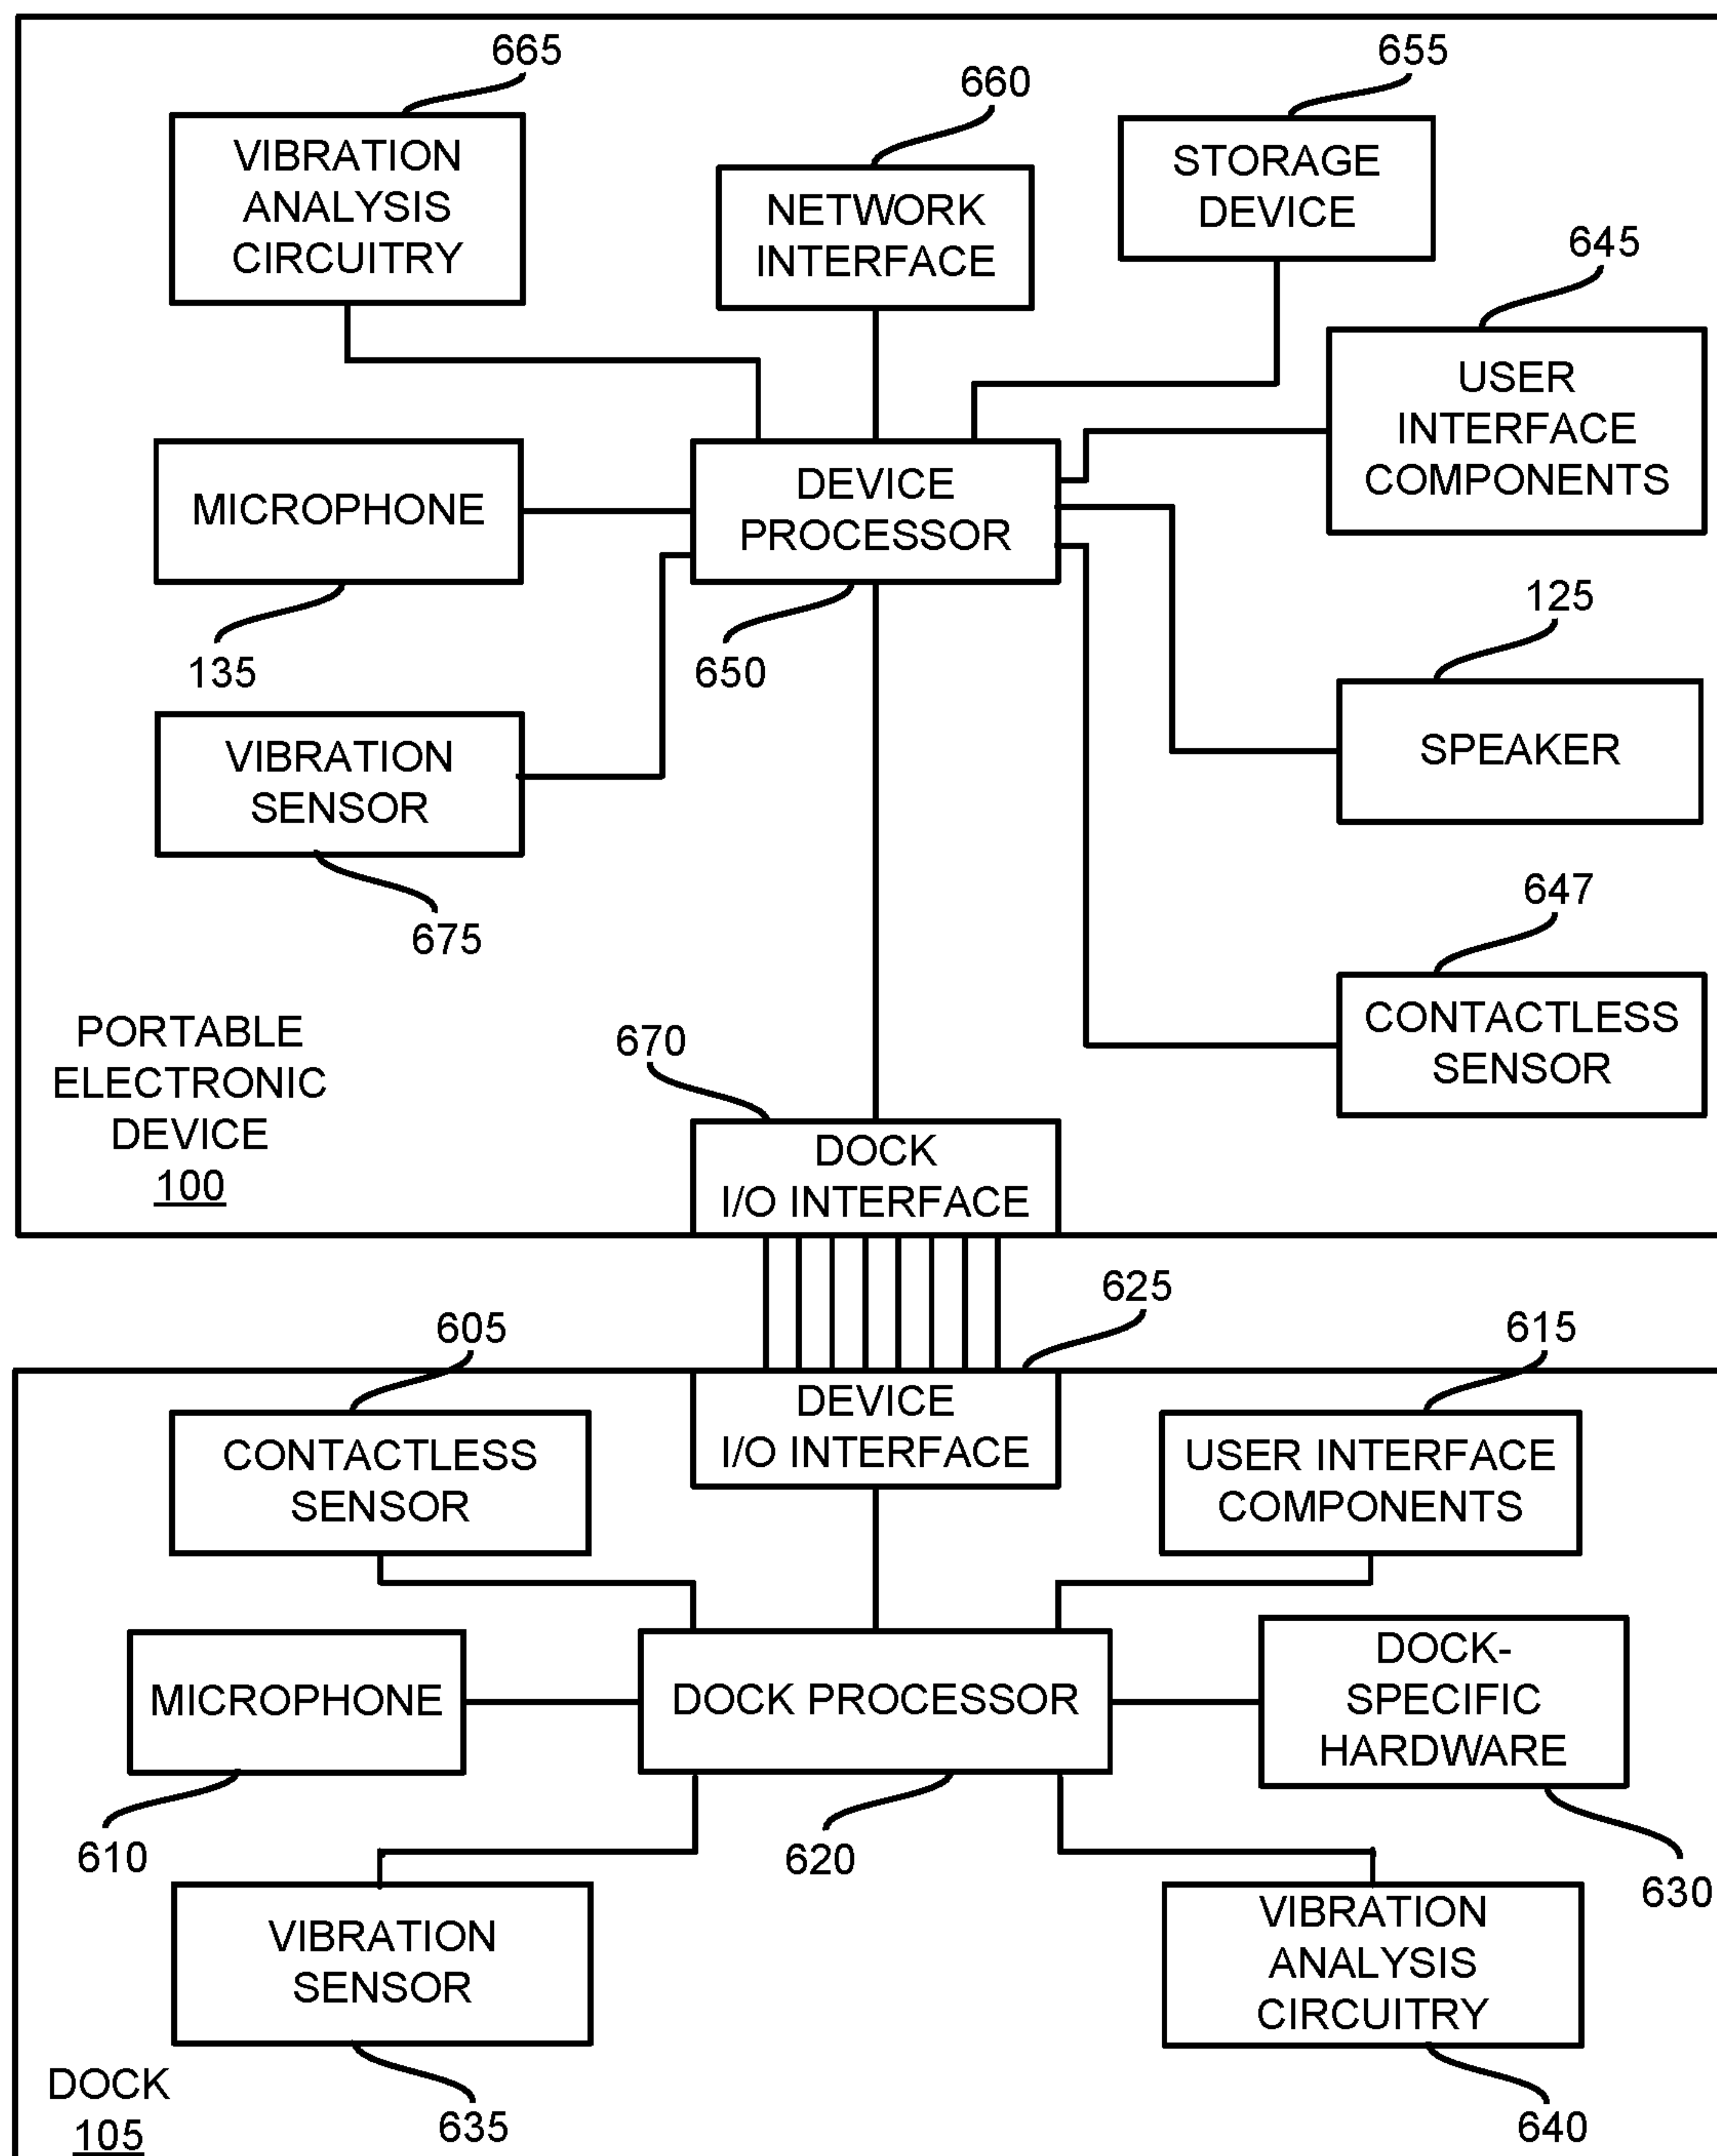 665
660
655
VIBRATION
ANALYSIS
CIRCUITRY
NETWORK
INTERFACE
STORAGE
DEVICE
645
USER
INTERFACE
COMPONENTS
MICROPHONE
DEVICE
PROCESSOR
135
650
125
VIBRATION
SENSOR
SPEAKER
675
647
PORTABLE
ELECTRONIC
DEVICE
100
670
CONTACTLESS
SENSOR
DOCK
I/O INTERFACE
605
625
615
CONTACTLESS
SENSOR
DEVICE
I/O INTERFACE
USER INTERFACE
COMPONENTS
MICROPHONE
DOCK PROCESSOR
DOCK-
SPECIFIC
HARDWARE
610
620
630
VIBRATION
SENSOR
VIBRATION
ANALYSIS
CIRCUITRY
DOCK
105
635
640